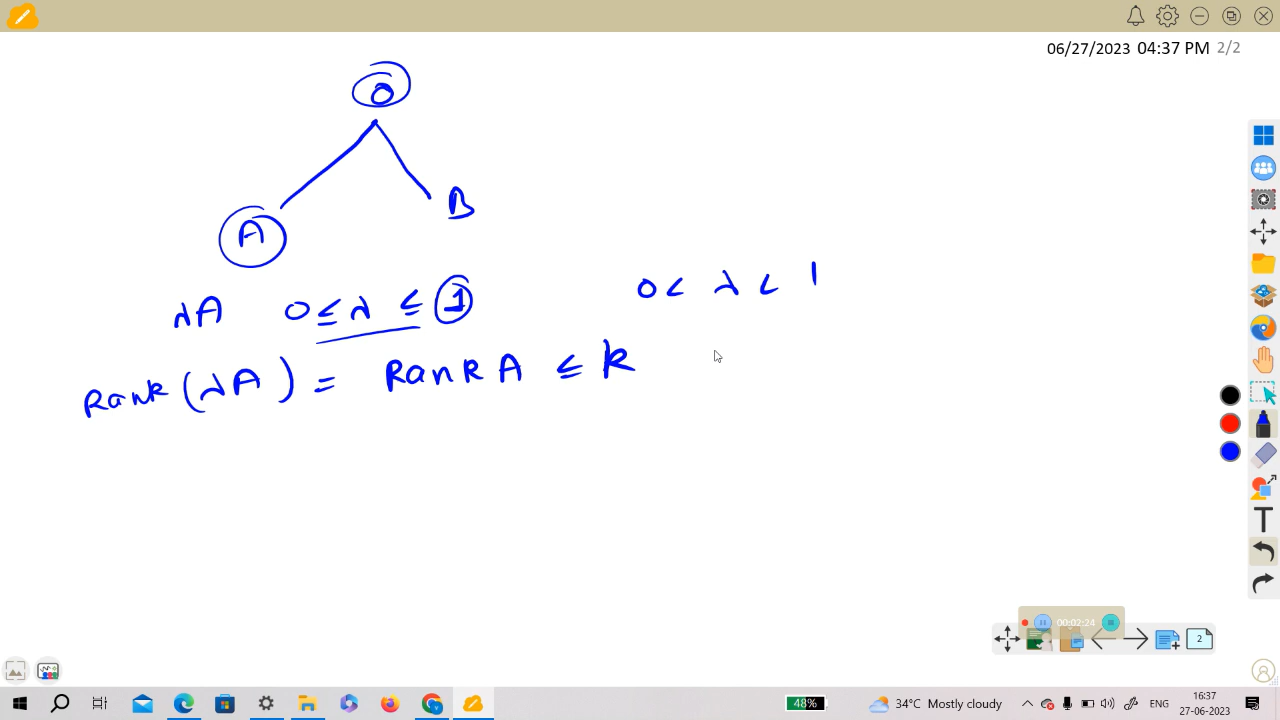 06/27/2023 04:37 PM 2/2
0
A
B
λA 0 ≤ λ ≤ 1
0 < λ < 1
Rank (λA) = Rank A ≤ k
00:02:24
2
48%
34°C Mostly cloudy
ENG
16:37
27-06-2023